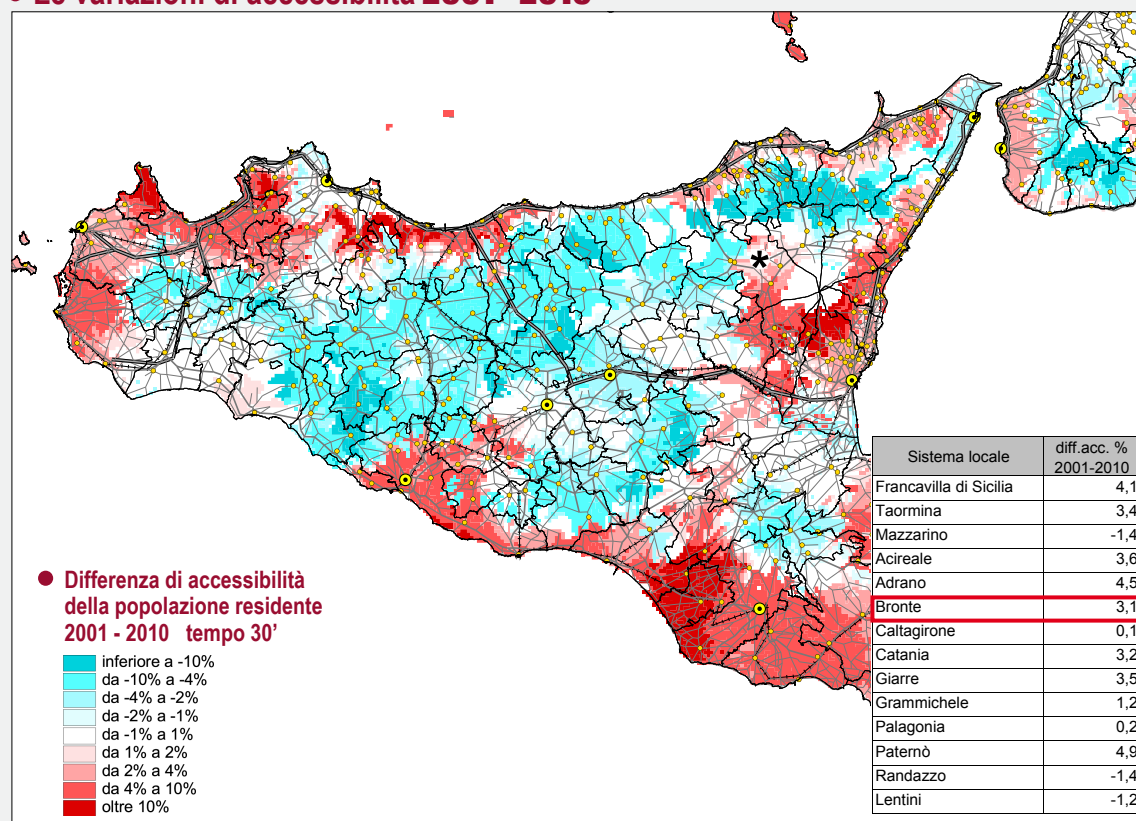 Sistema locale diff.acc. % 2001-2010
Francavilla di Sicilia 4,1
Taormina 3,4
Mazzarino -1,4
Acireale 3,6
Adrano 4,5
Bronte 3,1
Caltagirone 0,1
Catania 3,2
Giarre 3,5
Grammichele 1,2
Palagonia 0,2
Paternò 4,9
Randazzo -1,4
Lentini -1,2
*
● Differenza di accessibilità
della popolazione residente
2001 - 2010 tempo 30’
inferiore a -10%
da -10% a -4%
da -4% a -2%
da -2% a -1%
da -1% a 1%
da 1% a 2%
da 2% a 4%
da 4% a 10%
oltre 10%